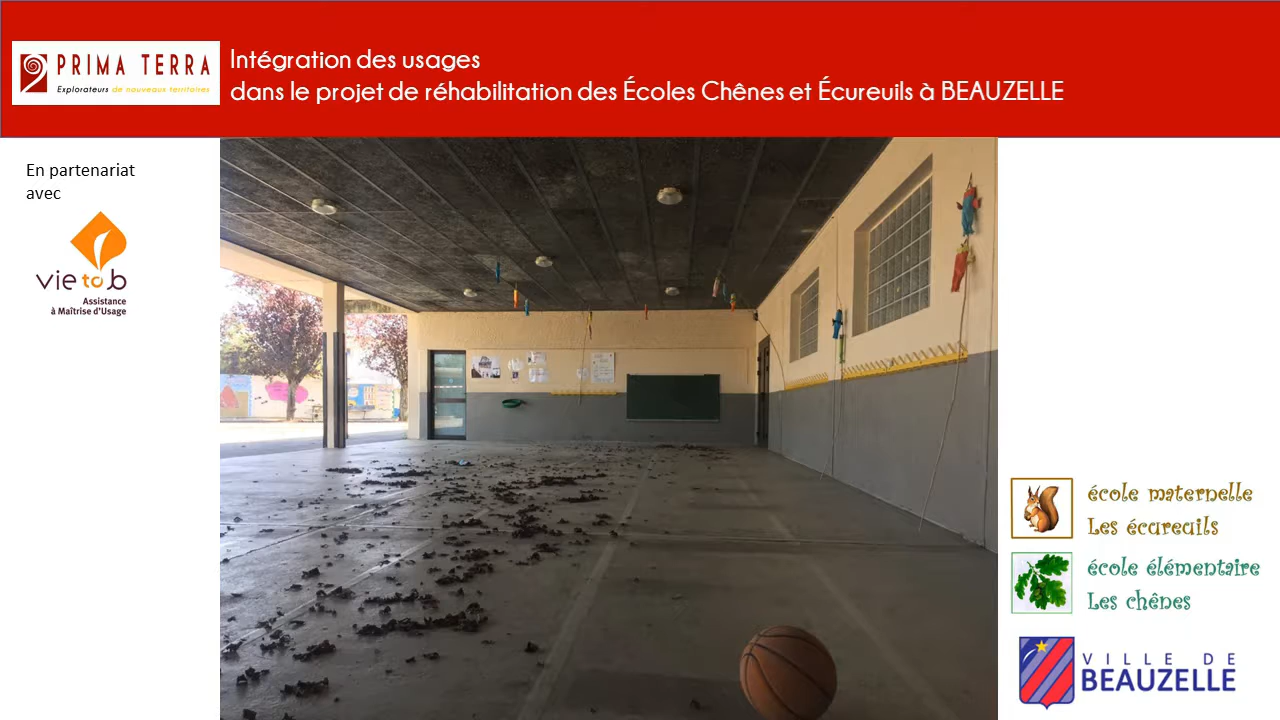 PRIMA TERRA
Explorateurs de nouveaux territoires
Intégration des usages
dans le projet de réhabilitation des Écoles Chênes et Écureuils à BEAUZELLE
En partenariat
avec
vie to b
Assistance
à Maîtrise d'Usage
école maternelle
Les écureuils
école élémentaire
Les chênes
VILLE DE
BEAUZELLE